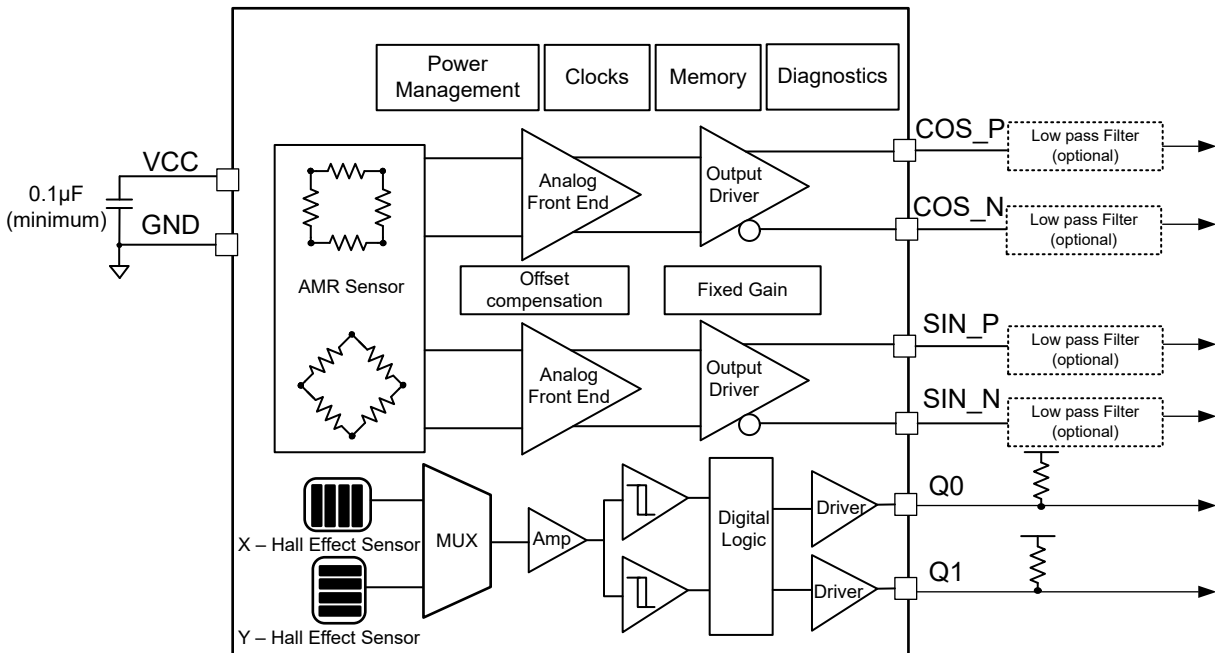 Power
Management
Clocks
Memory
Diagnostics
COS_P
Low pass Filter
(optional)
VCC
0.1µF
(minimum)
GND
Analog
Front End
Output
Driver
COS_N
Low pass Filter
(optional)
AMR Sensor
Offset
compensation
Fixed Gain
SIN_P
Low pass Filter
(optional)
Analog
Front End
Output
Driver
SIN_N
Low pass Filter
(optional)
X – Hall Effect Sensor
MUX
Amp
Digital
Logic
Driver
Q0
Driver
Q1
Y – Hall Effect Sensor